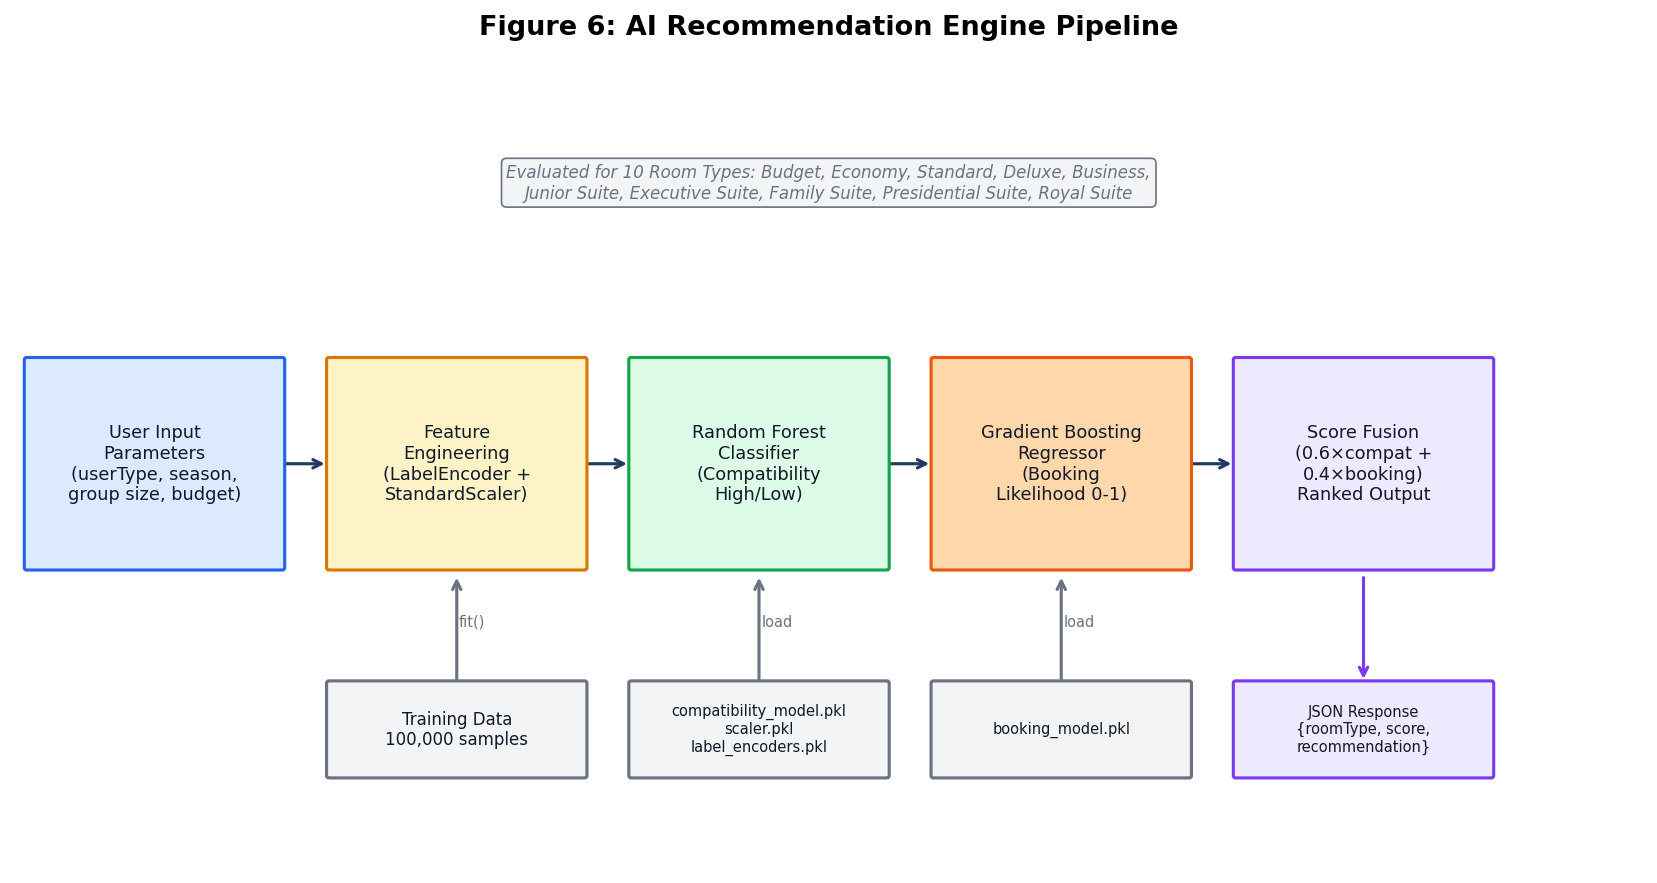 Figure 6: AI Recommendation Engine Pipeline
Evaluated for 10 Room Types: Budget, Economy, Standard, Deluxe, Business,
Junior Suite, Executive Suite, Family Suite, Presidential Suite, Royal Suite
User Input
Parameters
(userType, season,
group size, budget)
Feature
Engineering
(LabelEncoder +
StandardScaler)
Random Forest
Classifier
(Compatibility
High/Low)
Gradient Boosting
Regressor
(Booking
Likelihood 0-1)
Score Fusion
(0.6×compat +
0.4×booking)
Ranked Output
fit()
load
load
Training Data
100,000 samples
compatibility_model.pkl
scaler.pkl
label_encoders.pkl
booking_model.pkl
JSON Response
{roomType, score,
recommendation}